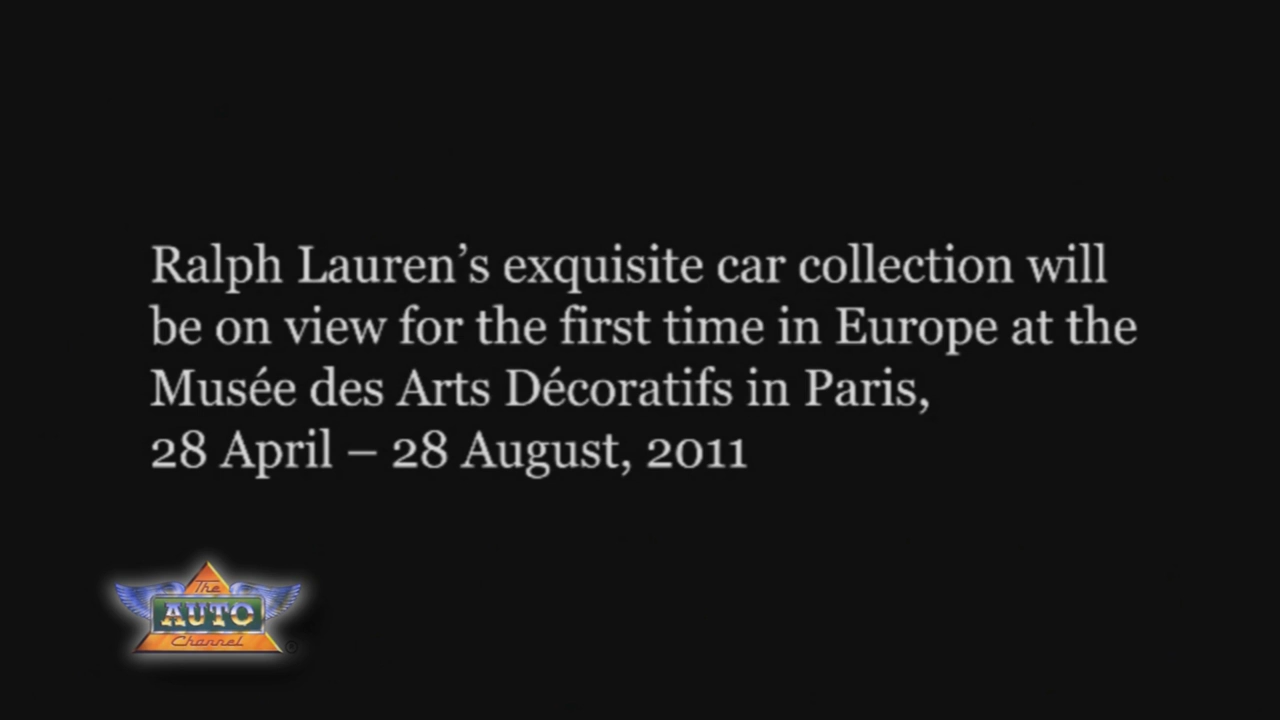 Ralph Lauren’s exquisite car collection will
be on view for the first time in Europe at the
Musée des Arts Décoratifs in Paris,
28 April – 28 August, 2011
The
AUTO
Channel